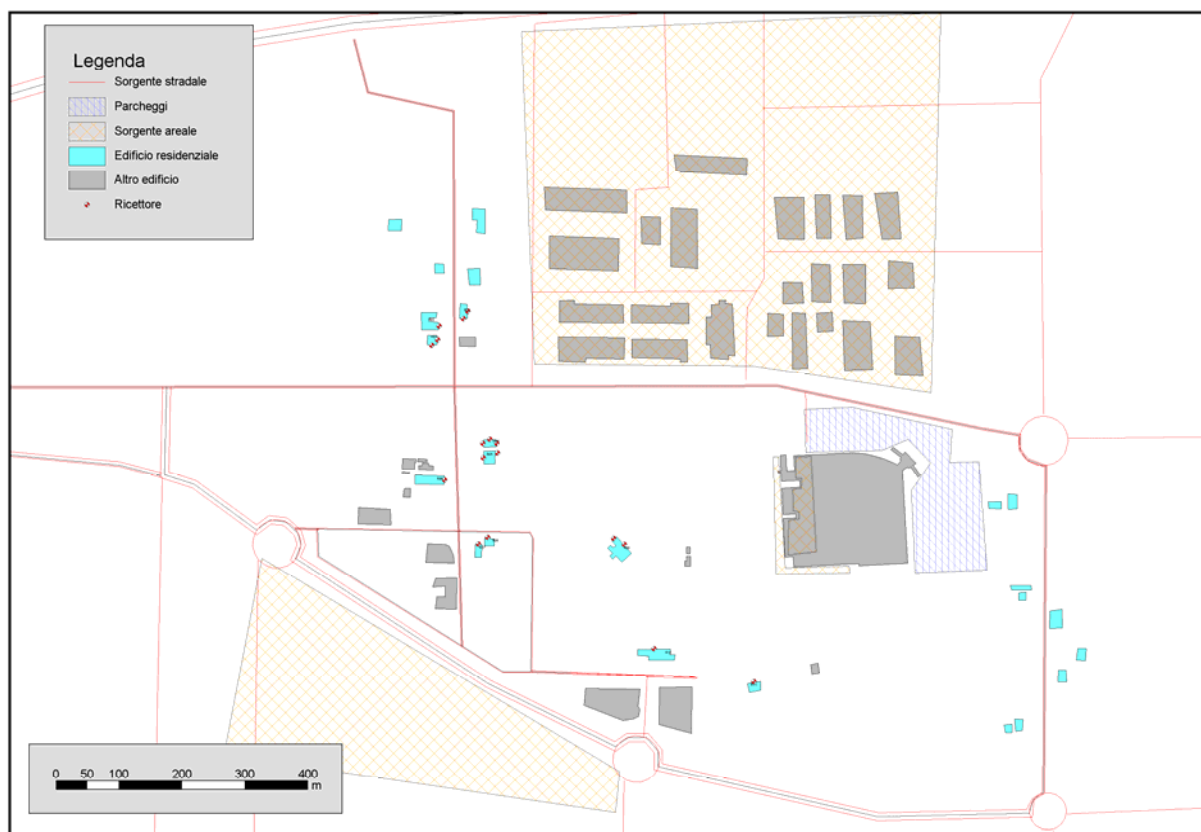 Legenda
Sorgente stradale
Parcheggi
Sorgente areale
Edificio residenziale
Altro edificio
Ricettore
0 50 100 200 300 400
m